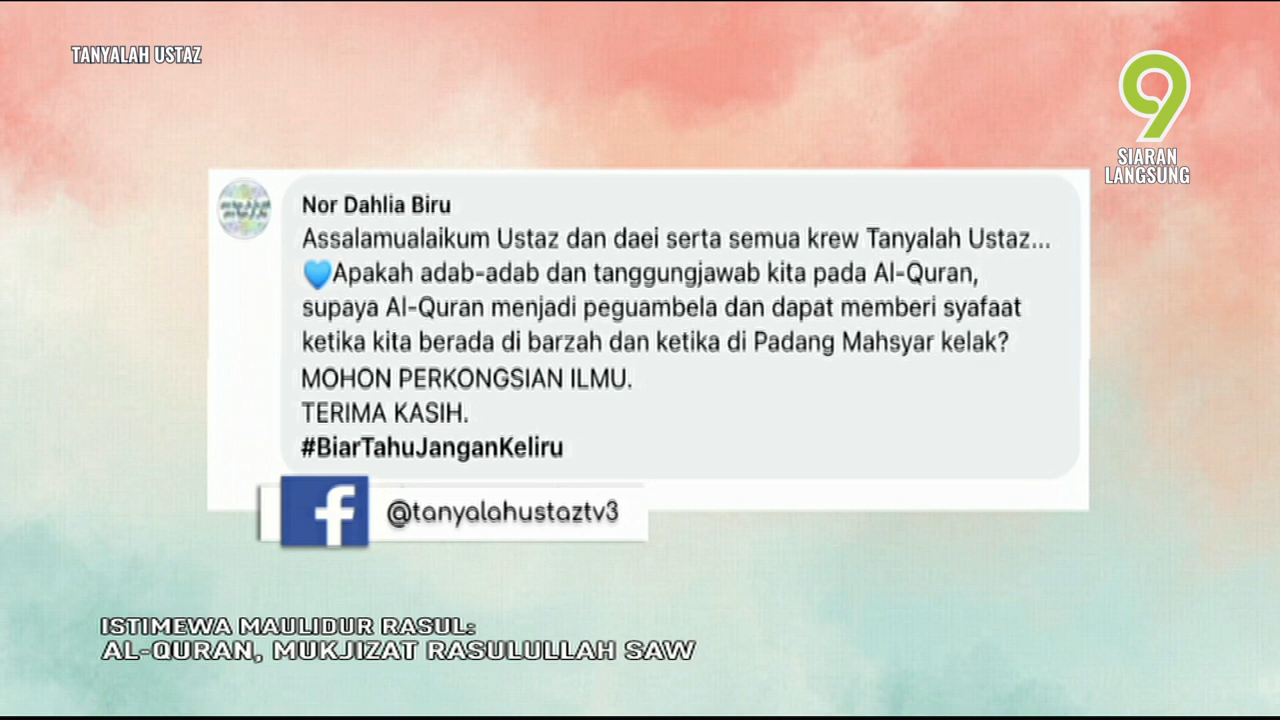 TANYALAH USTAZ
9
SIARAN
LANGSUNG
Nor Dahlia Biru
Assalamualaikum Ustaz dan daei serta semua krew Tanyalah Ustaz...
💙Apakah adab-adab dan tanggungjawab kita pada Al-Quran,
supaya Al-Quran menjadi peguambela dan dapat memberi syafaat
ketika kita berada di barzah dan ketika di Padang Mahsyar kelak?
MOHON PERKONGSIAN ILMU.
TERIMA KASIH.
#BiarTahuJanganKeliru
f @tanyalahustaztv3
ISTIMEWA MAULIDUR RASUL:
AL-QURAN, MUKJIZAT RASULULLAH SAW